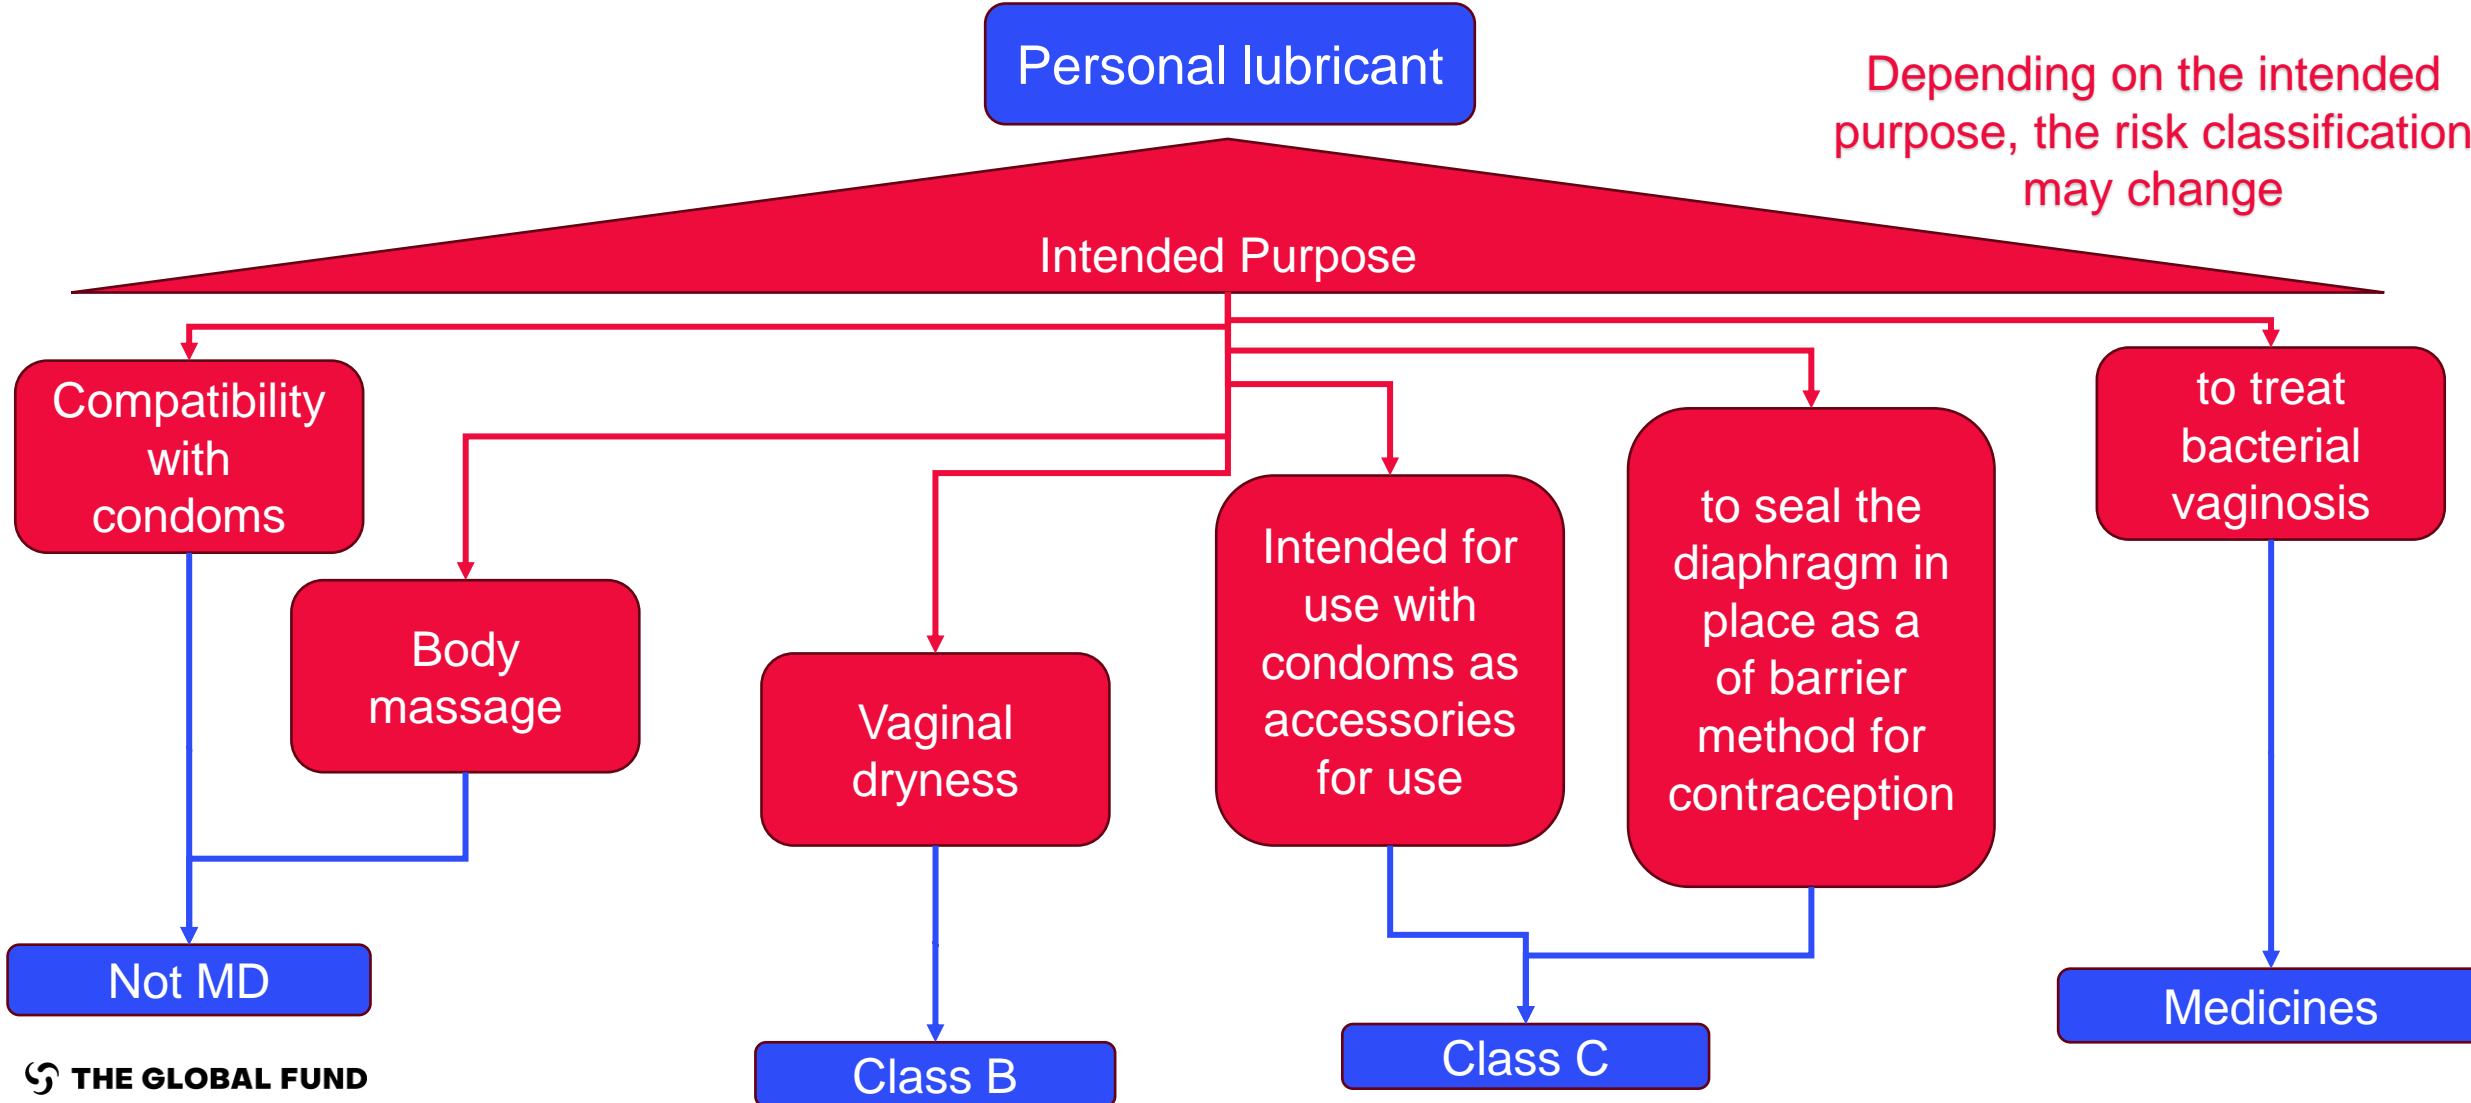 Personal lubricant
Depending on the intended
purpose, the risk classification
may change
Intended Purpose
Compatibility
with
condoms
Body
massage
Vaginal
dryness
Intended for
use with
condoms as
accessories
for use
to seal the
diaphragm in
place as a
of barrier
method for
contraception
to treat
bacterial
vaginosis
Not MD
Class B
Class C
Medicines
THE GLOBAL FUND